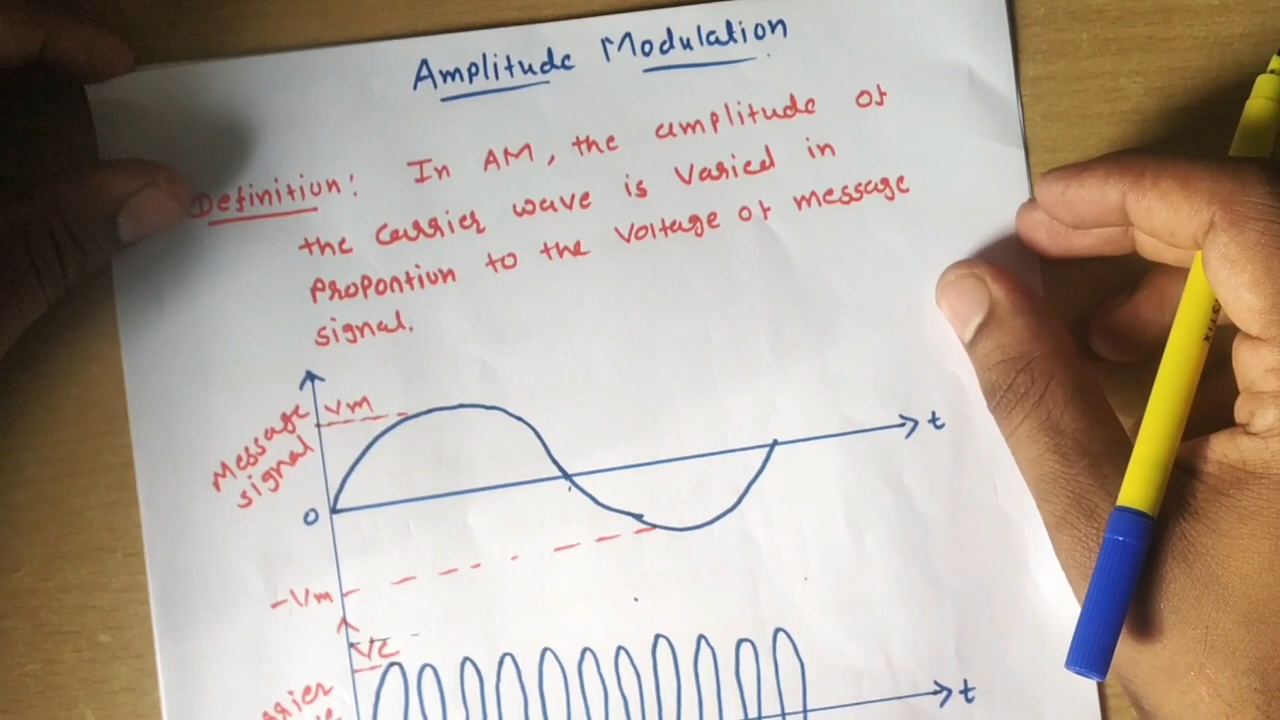 Amplitude Modulation
Definition: In AM, the amplitude of
the carrier wave is varied in
proportion to the voltage of message
signal.
Vm
Message
signal
t
0
-Vm
Vc
t